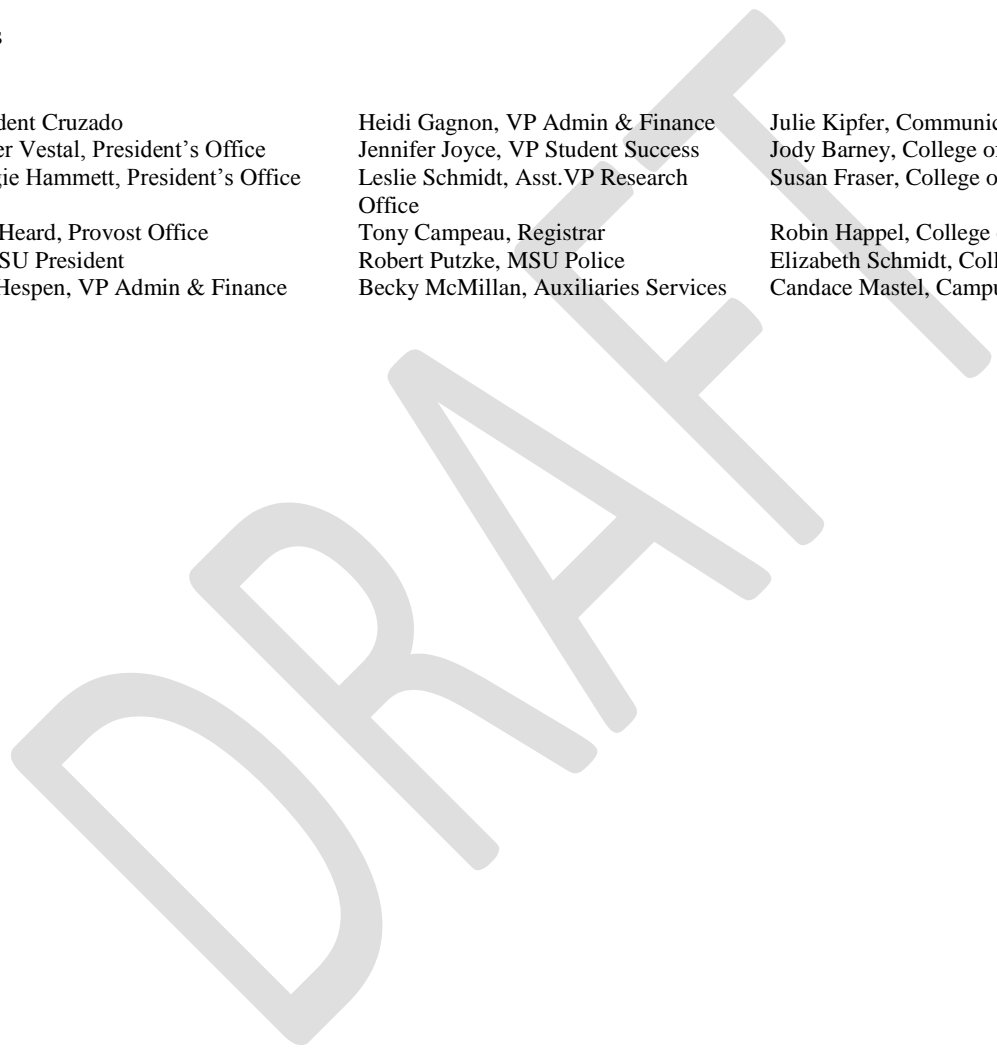 s
dent Cruzado Heidi Gagnon, VP Admin & Finance Julie Kipfer, Communic
er Vestal, President’s Office Jennifer Joyce, VP Student Success Jody Barney, College of
gie Hammett, President’s Office Leslie Schmidt, Asst.VP Research Susan Fraser, College o
Office
Heard, Provost Office Tony Campeau, Registrar Robin Happel, College
SU President Robert Putzke, MSU Police Elizabeth Schmidt, Coll
Hespen, VP Admin & Finance Becky McMillan, Auxiliaries Services Candace Mastel, Campu
DRAFT